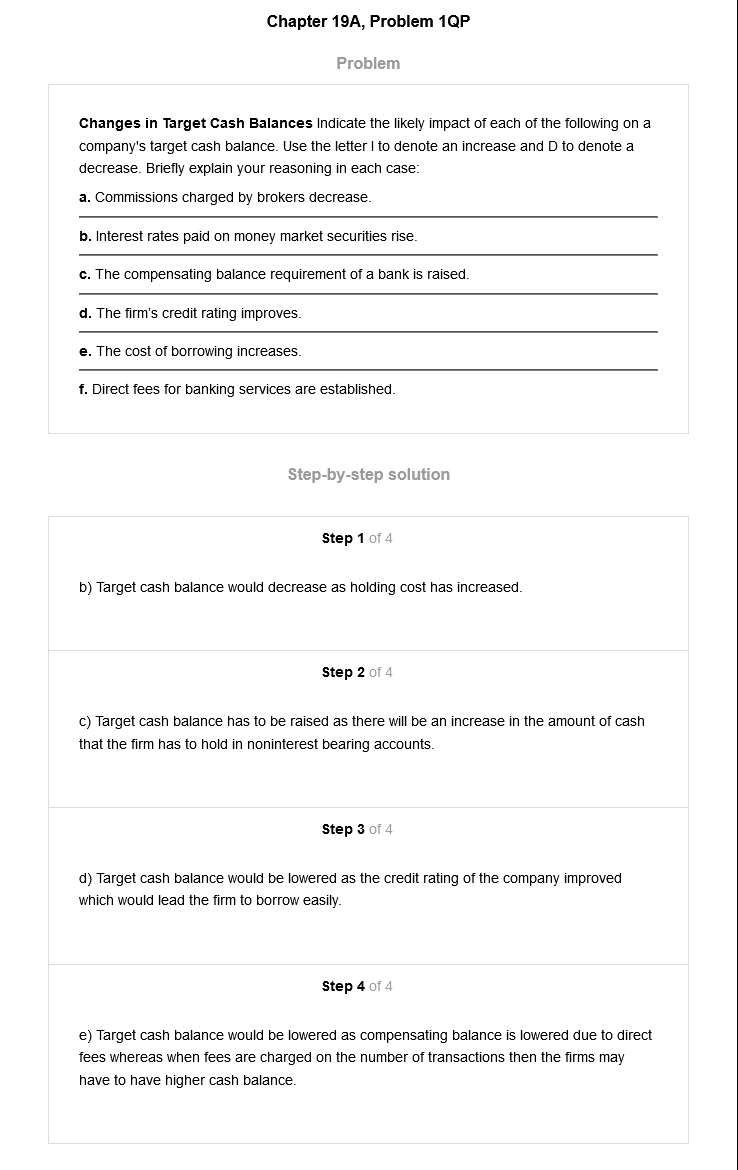 Chapter 19A, Problem 1QP
Problem
Changes in Target Cash Balances Indicate the likely impact of each of the following on a
company's target cash balance. Use the letter I to denote an increase and D to denote a
decrease. Briefly explain your reasoning in each case:
a. Commissions charged by brokers decrease.
b. Interest rates paid on money market securities rise.
c. The compensating balance requirement of a bank is raised.
d. The firm's credit rating improves.
e. The cost of borrowing increases.
f. Direct fees for banking services are established.
Step-by-step solution
Step 1 of 4
b) Target cash balance would decrease as holding cost has increased.
Step 2 of 4
c) Target cash balance has to be raised as there will be an increase in the amount of cash
that the firm has to hold in noninterest bearing accounts.
Step 3 of 4
d) Target cash balance would be lowered as the credit rating of the company improved
which would lead the firm to borrow easily.
Step 4 of 4
e) Target cash balance would be lowered as compensating balance is lowered due to direct
fees whereas when fees are charged on the number of transactions then the firms may
have to have higher cash balance.